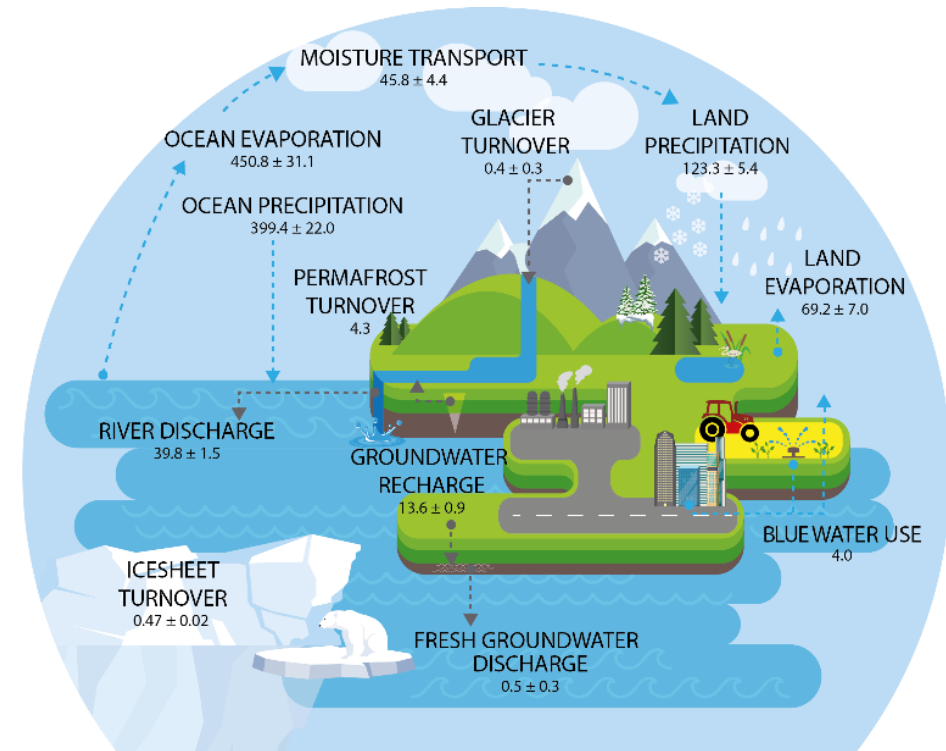 MOISTURE TRANSPORT
45.8 ± 4.4
OCEAN EVAPORATION
450.8 ± 31.1
GLACIER
TURNOVER
0.4 ± 0.3
LAND
PRECIPITATION
123.3 ± 5.4
OCEAN PRECIPITATION
399.4 ± 22.0
PERMAFROST
TURNOVER
4.3
LAND
EVAPORATION
69.2 ± 7.0
RIVER DISCHARGE
39.8 ± 1.5
GROUNDWATER
RECHARGE
13.6 ± 0.9
BLUE WATER USE
4.0
ICESHEET
TURNOVER
0.47 ± 0.02
FRESH GROUNDWATER
DISCHARGE
0.5 ± 0.3